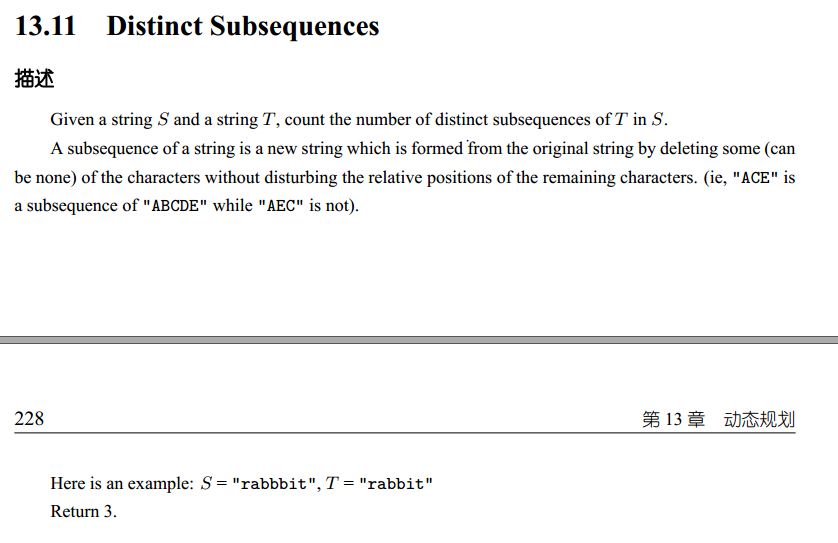 13.11 Distinct Subsequences
描述
Given a string S and a string T, count the number of distinct subsequences of T in S.
A subsequence of a string is a new string which is formed from the original string by deleting some (can
be none) of the characters without disturbing the relative positions of the remaining characters. (ie, "ACE" is
a subsequence of "ABCDE" while "AEC" is not).
228 第 13 章 动态规划
Here is an example: S = "rabbbit", T = "rabbit"
Return 3.